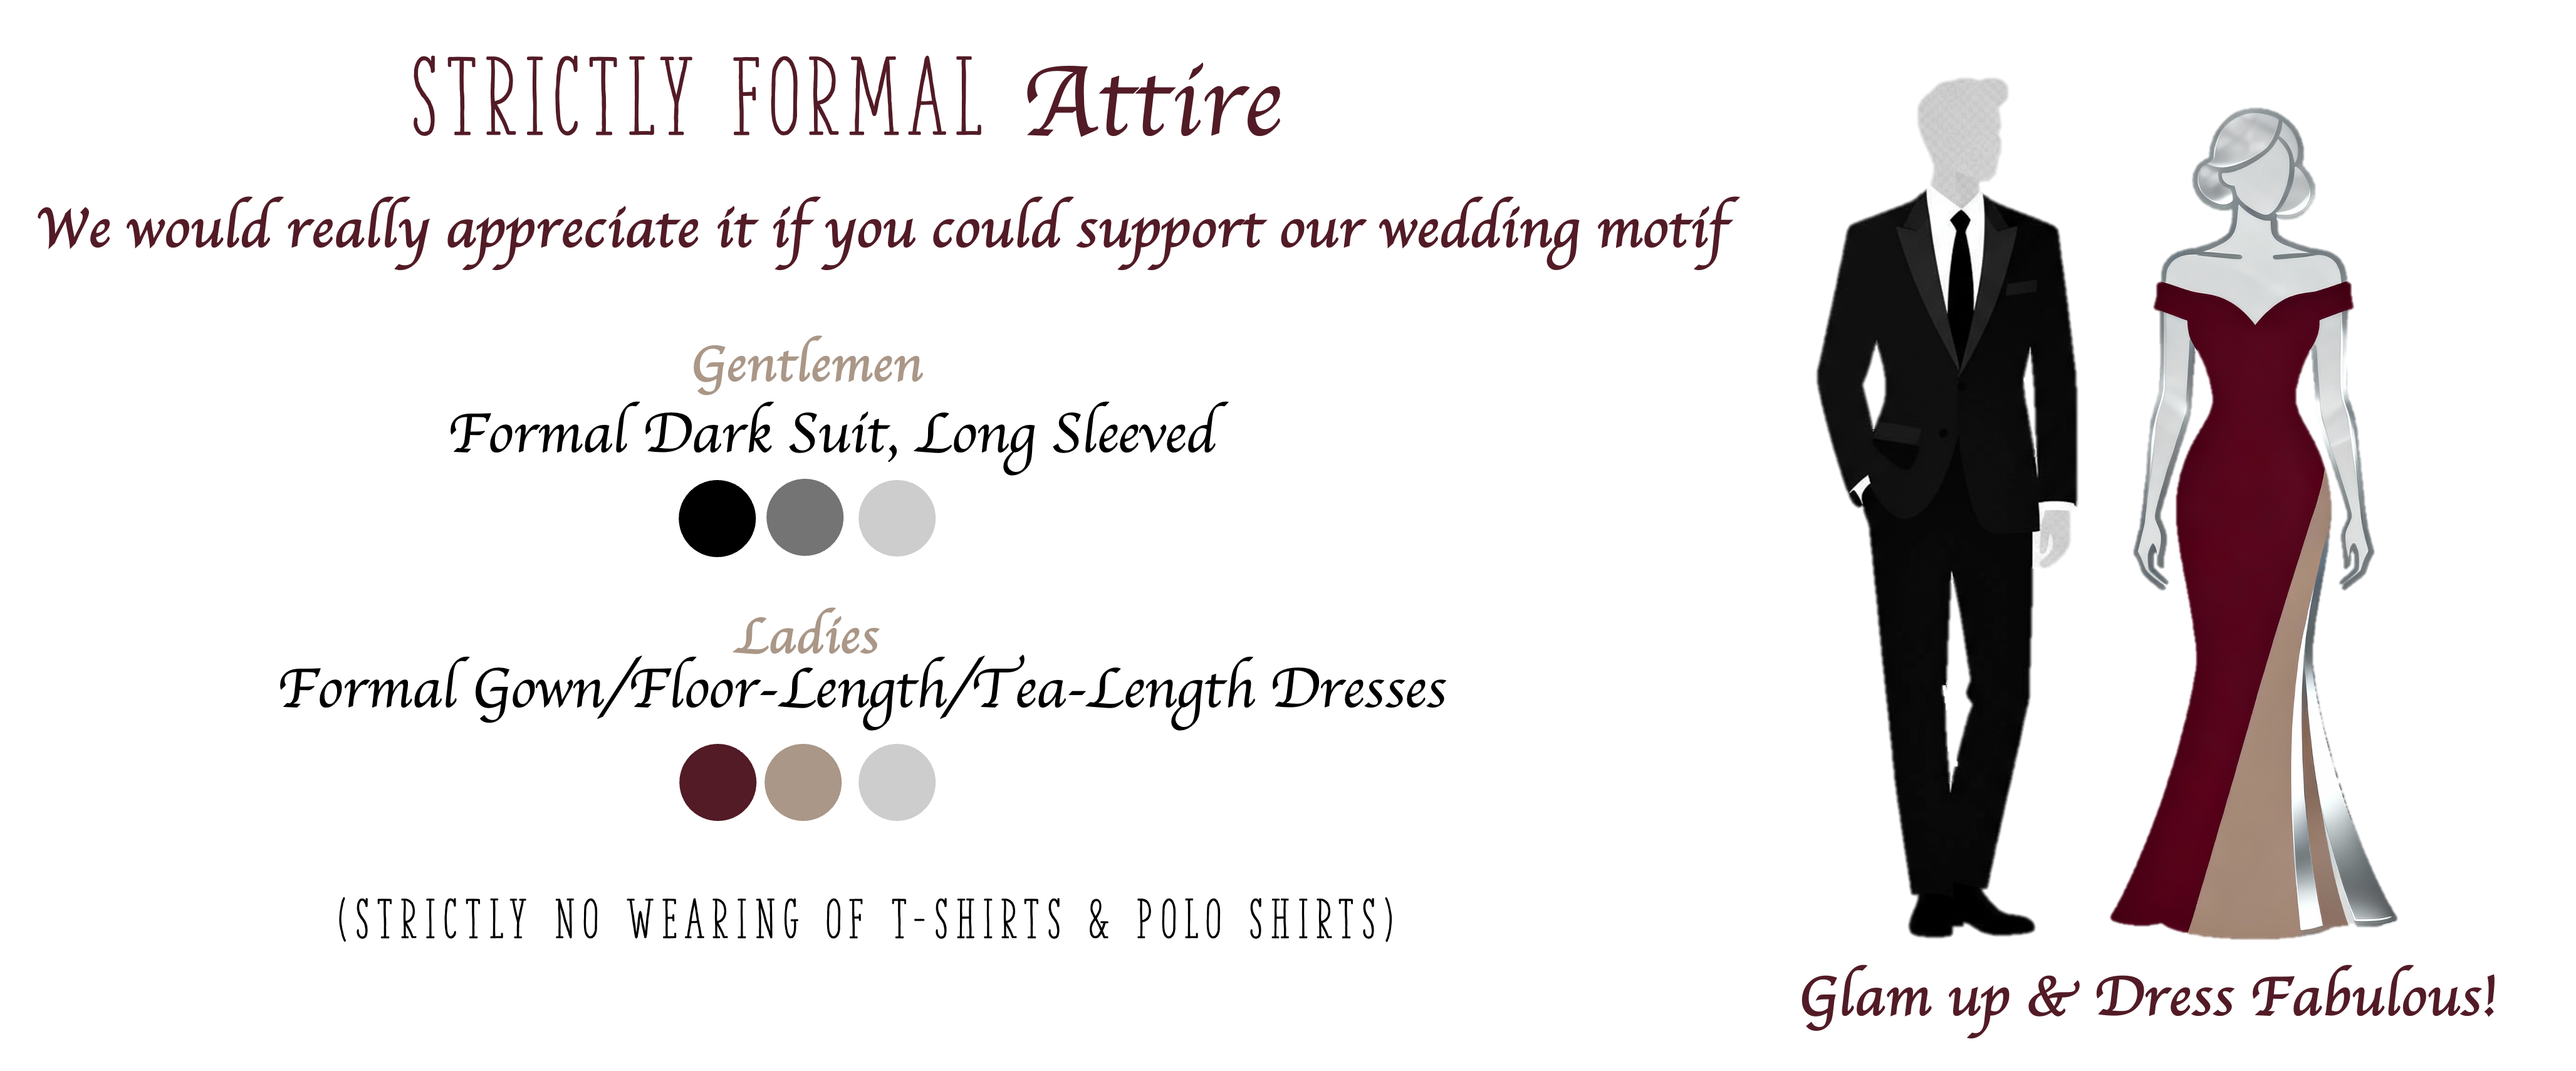 STRICTLY FORMAL Attire
We would really appreciate it if you could support our wedding motif
Gentlemen
Formal Dark Suit, Long Sleeved
Ladies
Formal Gown/Floor-Length/Tea-Length Dresses
(STRICTLY NO WEARING OF T-SHIRTS & POLO SHIRTS)
Glam up & Dress Fabulous!